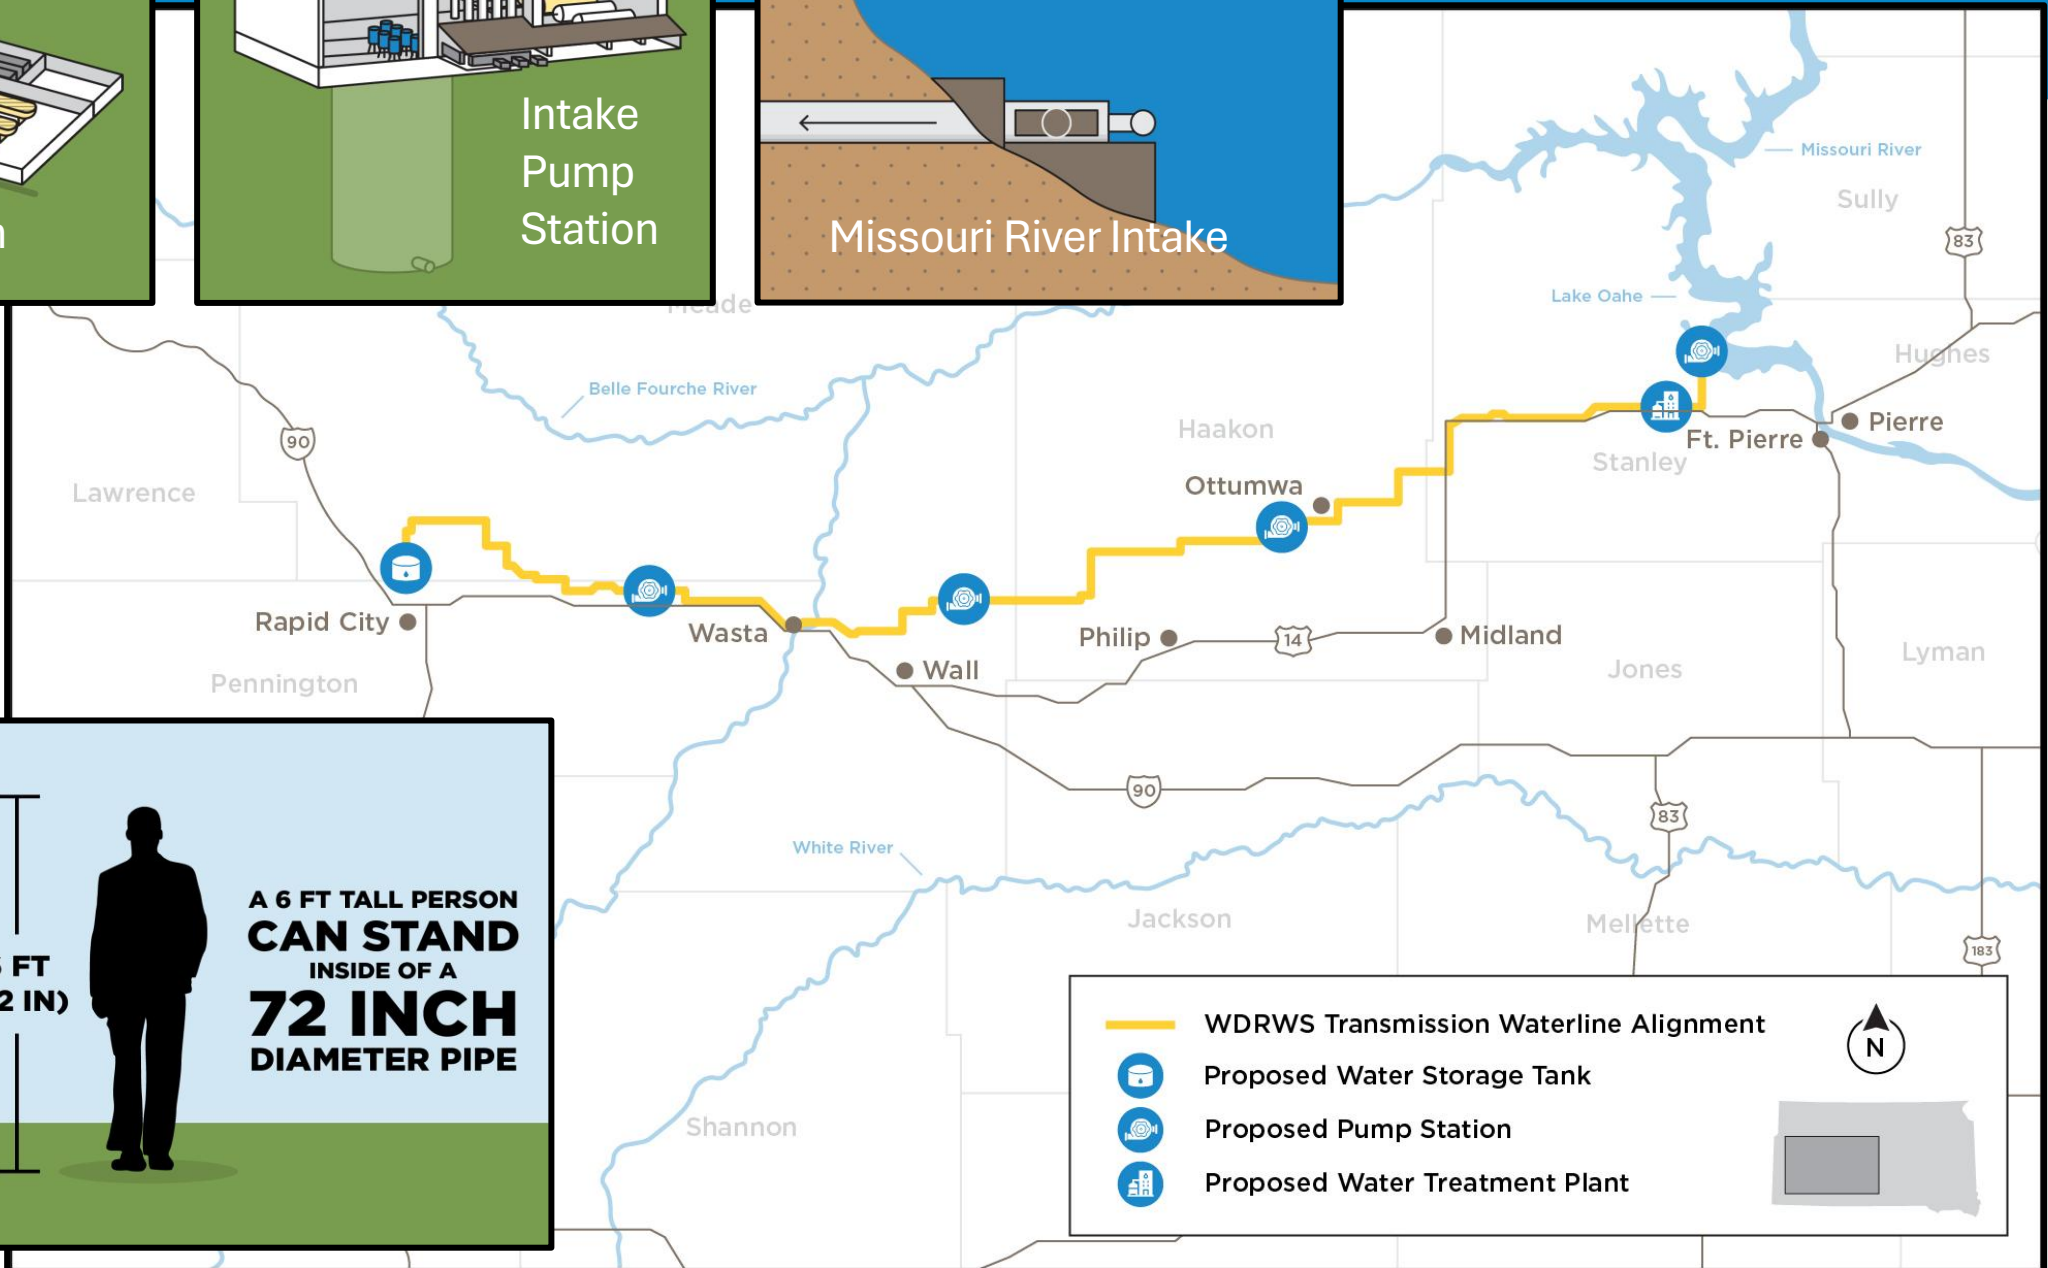 Intake
Pump
Station
Missouri River Intake
Missouri River
Sully
83
Lake Oahe
Hughes
Belle Fourche River
90
Haakon
Pierre
Ft. Pierre
Stanley
Lawrence
Ottumwa
Rapid City
Wasta
Philip
14
Midland
Wall
Pennington
Jones
Lyman
90
83
White River
Jackson
Mellette
183
Shannon
FT
IN)
A 6 FT TALL PERSON
CAN STAND
INSIDE OF A
72 INCH
DIAMETER PIPE
WDRWS Transmission Waterline Alignment
Proposed Water Storage Tank
Proposed Pump Station
Proposed Water Treatment Plant
N